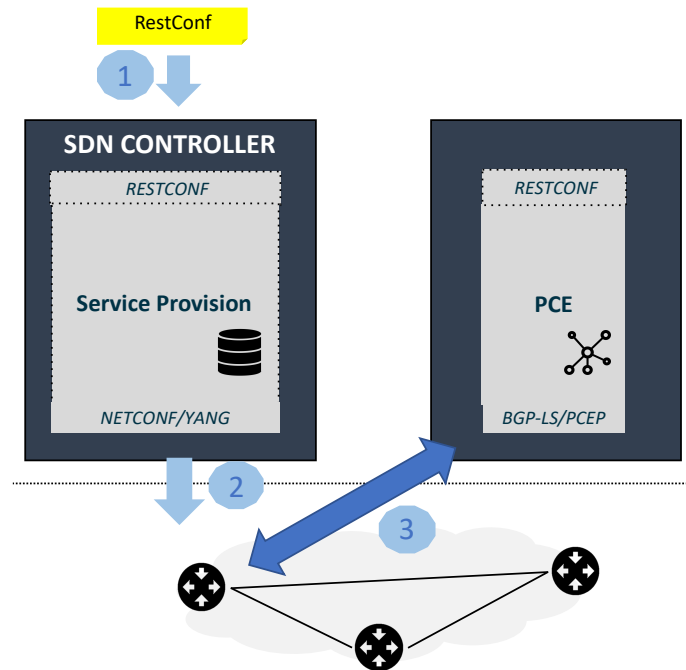 RestConf
1
SDN CONTROLLER
RESTCONF
Service Provision
NETCONF/YANG
RESTCONF
PCE
BGP-LS/PCEP
2
3